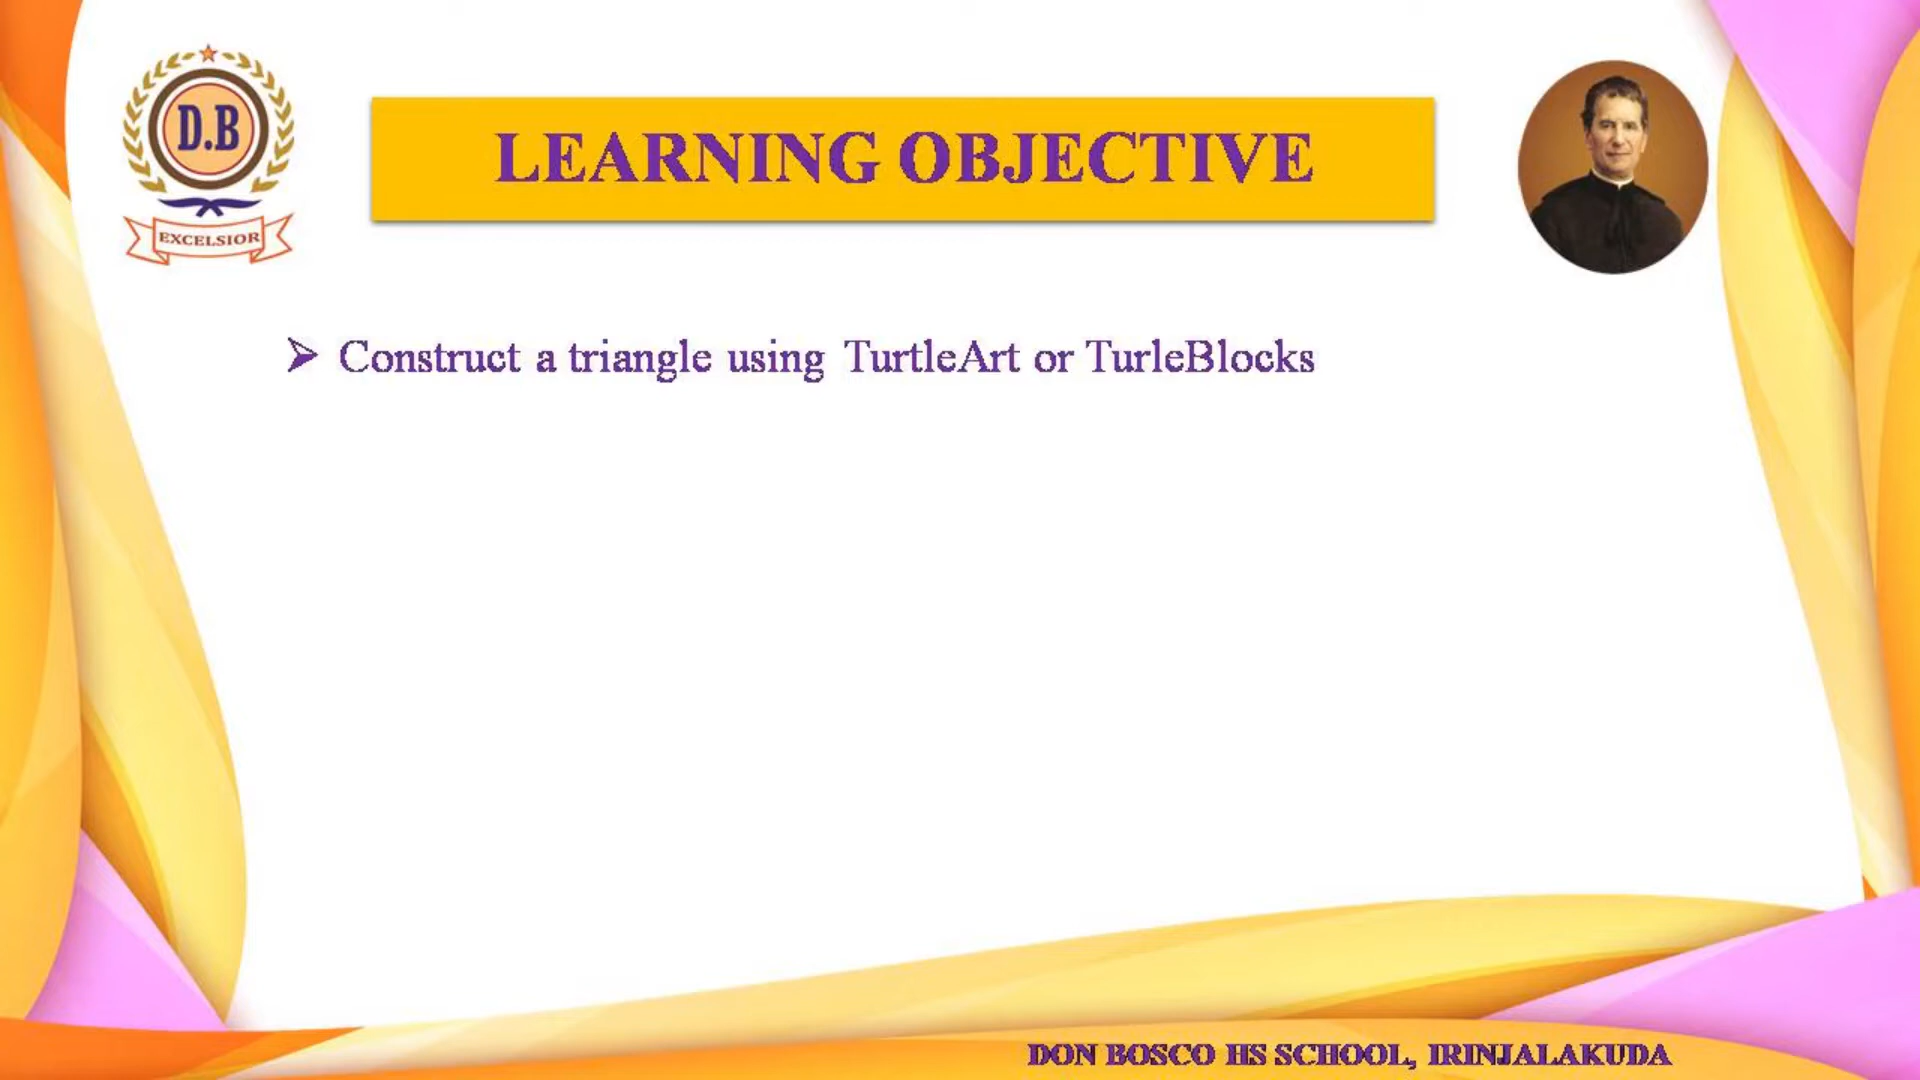 D.B
EXCELSIOR
LEARNING OBJECTIVE
➢ Construct a triangle using TurtleArt or TurleBlocks
DON BOSCO HS SCHOOL, IRINJALAKUDA